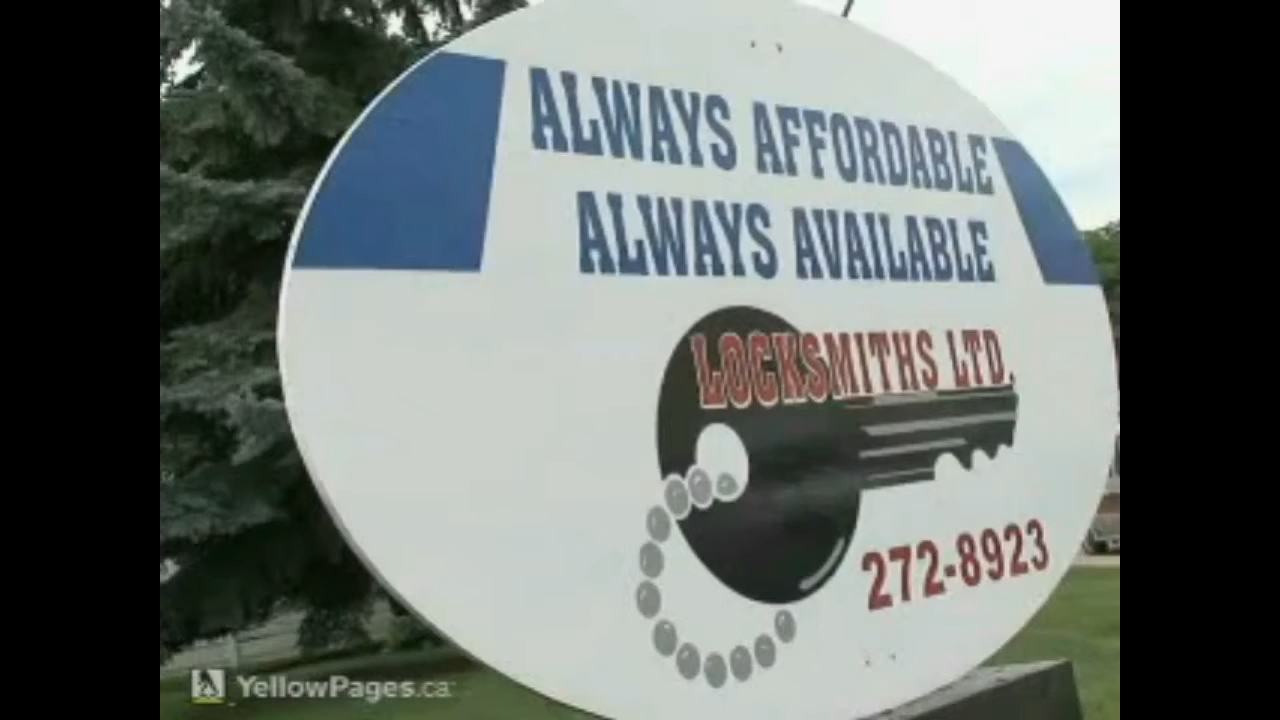 ALWAYS AFFORDABLE
ALWAYS AVAILABLE
LOCKSMITHS LTD.
272-8923
YellowPages.ca